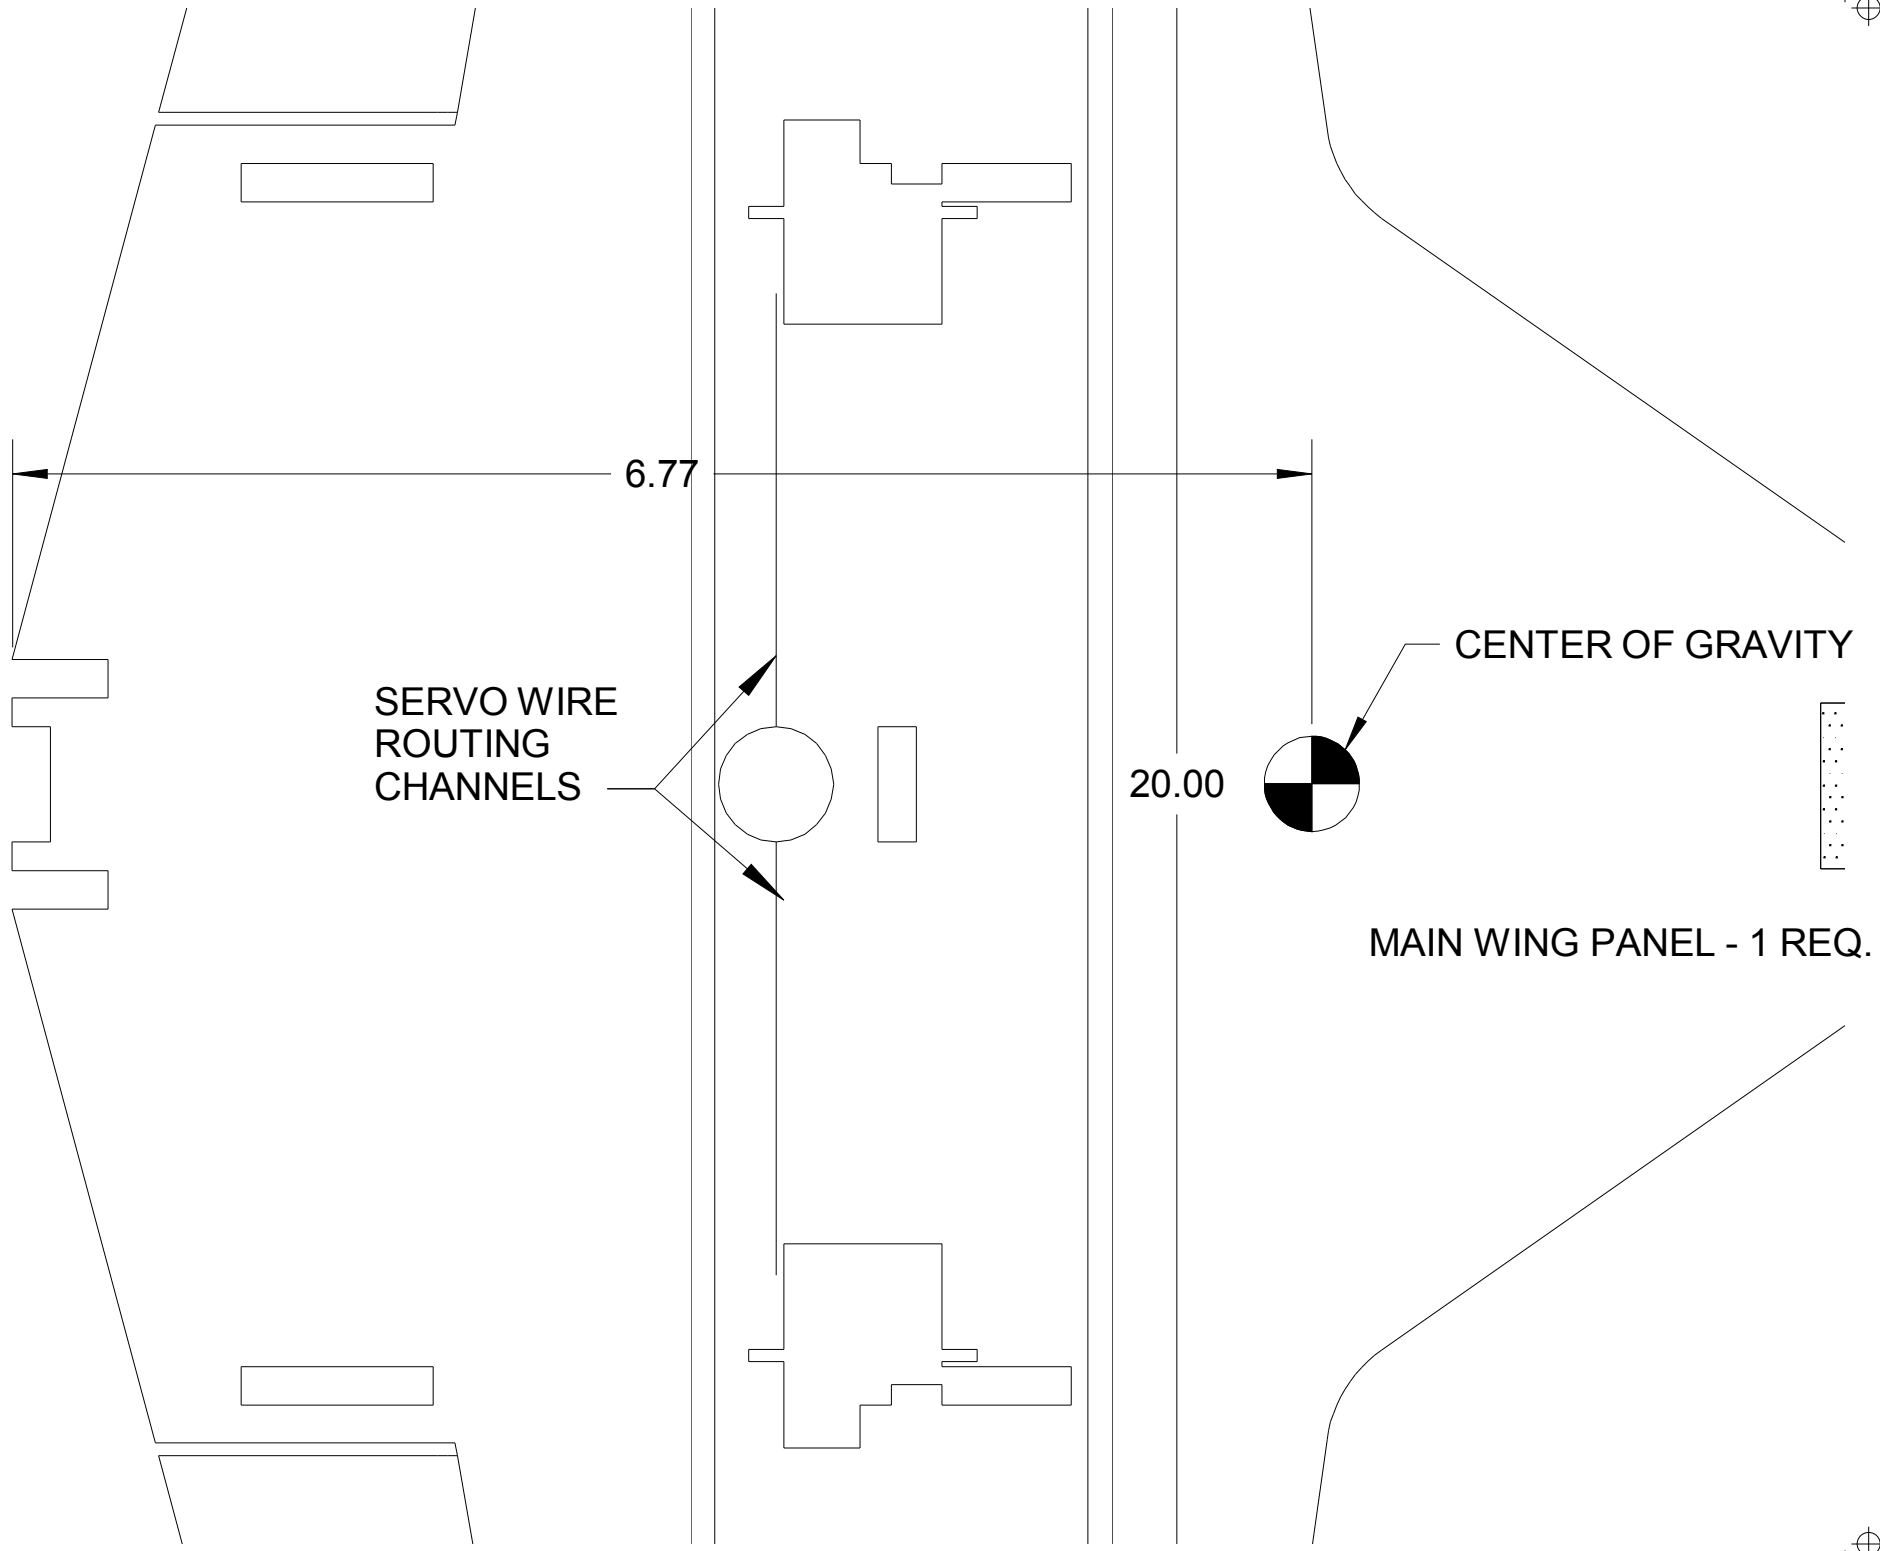 6.77
CENTER OF GRAVITY
SERVO WIRE
ROUTING
CHANNELS
20.00
MAIN WING PANEL - 1 REQ.